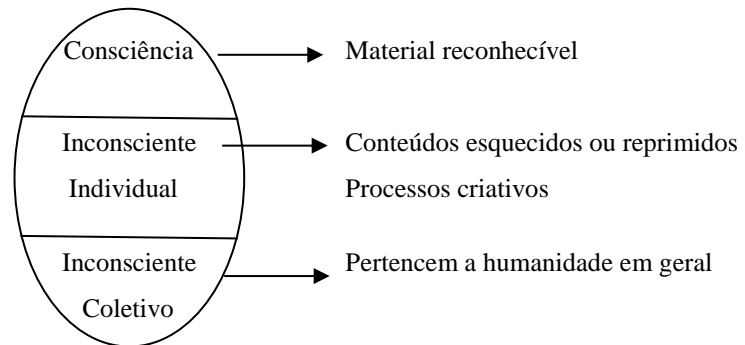 Consciência Material reconhecível
Inconsciente Conteúdos esquecidos ou reprimidos
Individual Processos criativos
Inconsciente Pertencem a humanidade em geral
Coletivo